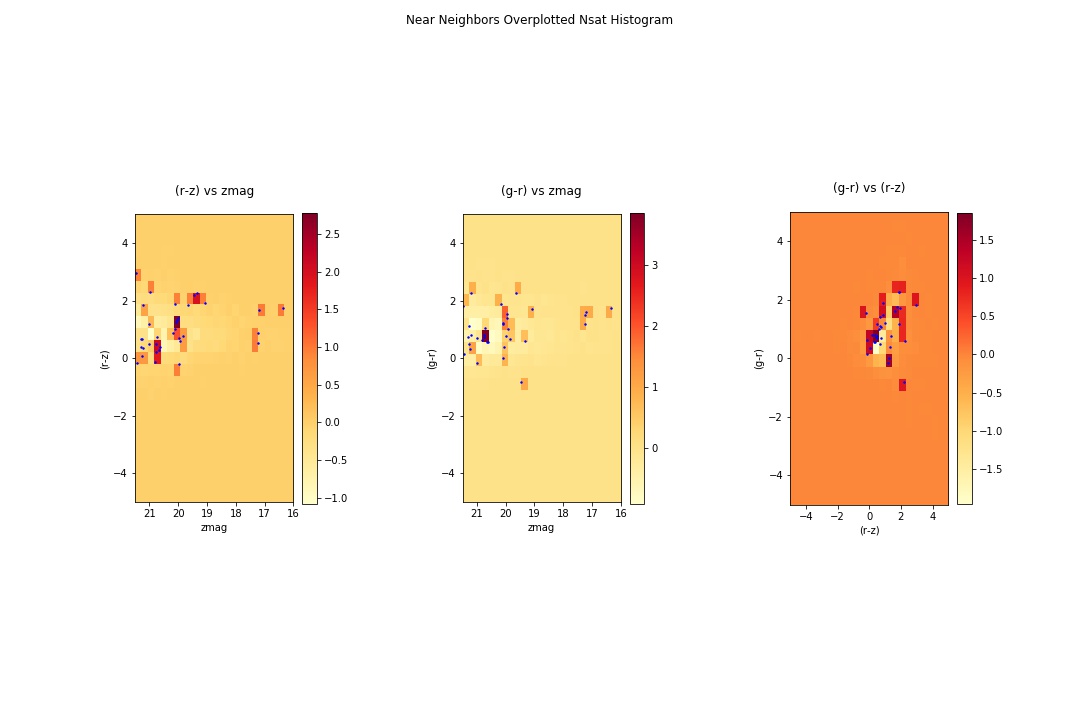 Near Neighbors Overplotted Nsat Histogram
(r-z) vs zmag
(r-z)
4
2
0
−2
−4
21 20 19 18 17 16
zmag
2.5
2.0
1.5
1.0
0.5
0.0
−0.5
−1.0
(g-r) vs zmag
(g-r)
4
2
0
−2
−4
21 20 19 18 17 16
zmag
3
2
1
0
(g-r) vs (r-z)
(g-r)
4
2
0
−2
−4
−4 −2 0 2 4
(r-z)
1.5
1.0
0.5
0.0
−0.5
−1.0
−1.5